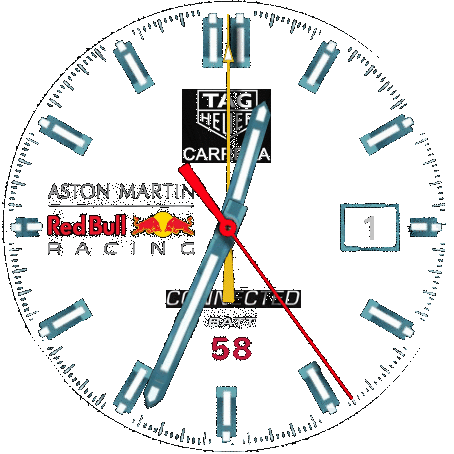 TAG
HEUER
CARRERA
ASTON MARTIN
Red Bull
RACING
1
CONNECTED
58